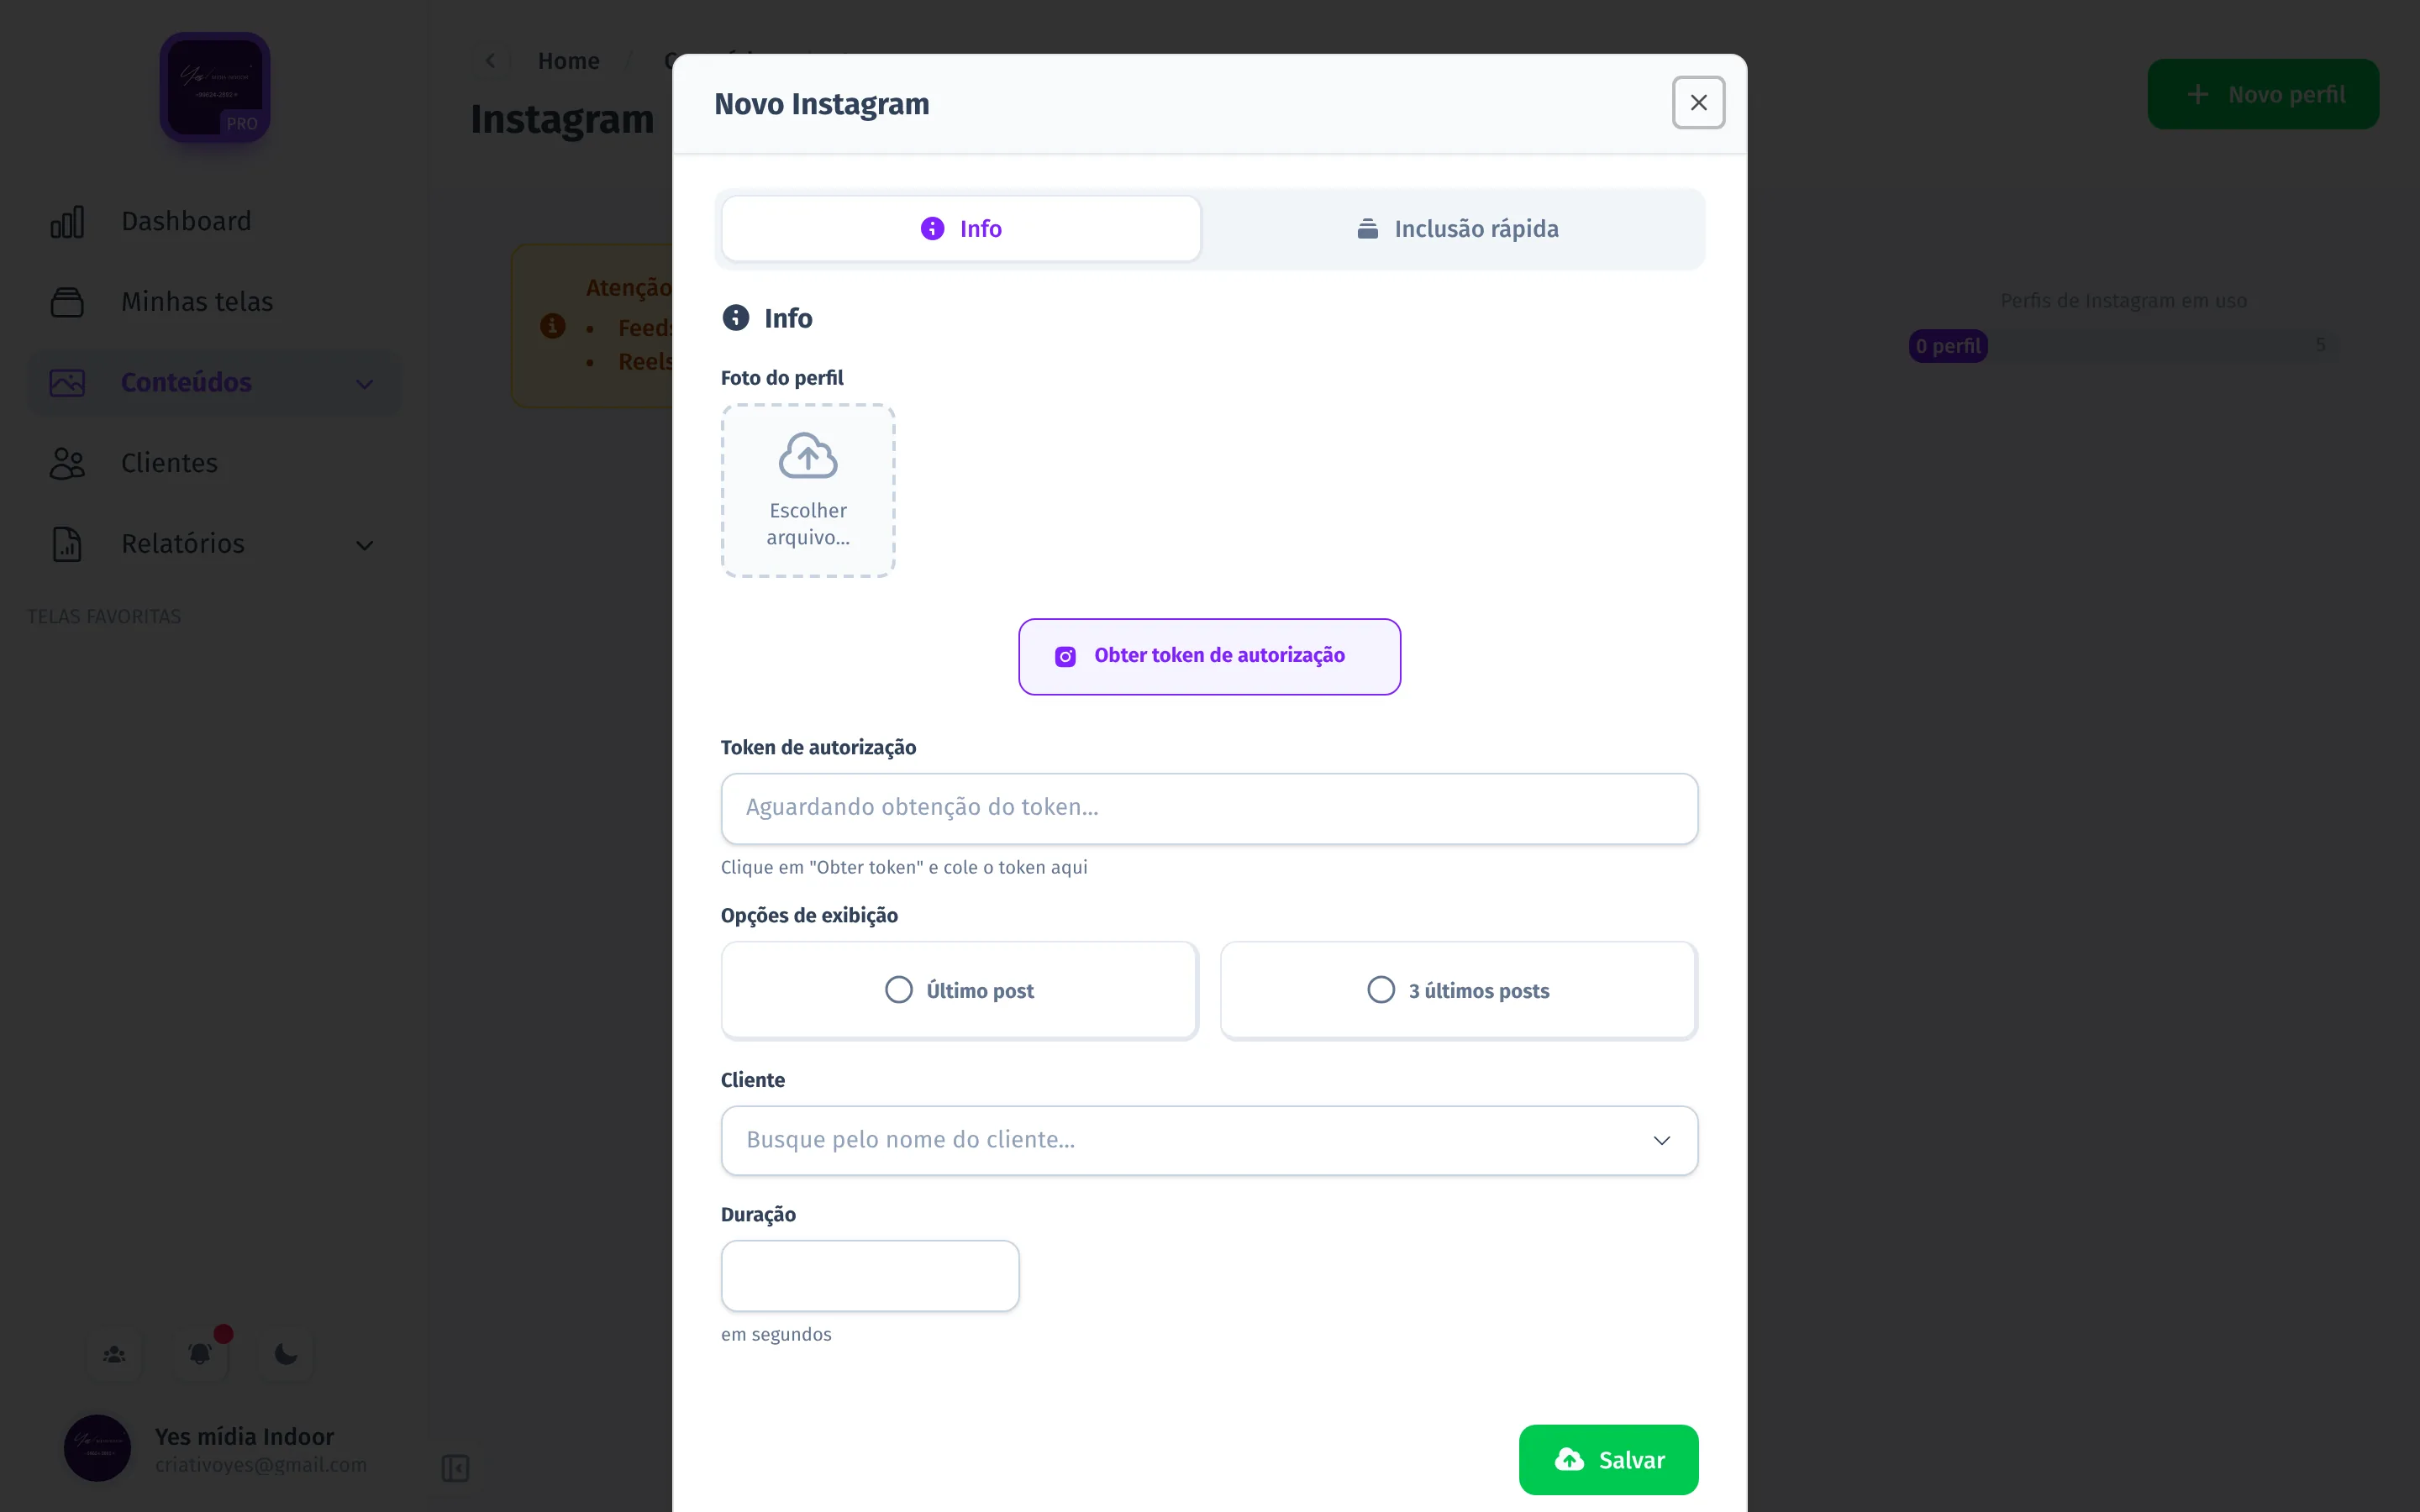 PRO
Dashboard
Minhas telas
Conteúdos
Clientes
Relatórios
TELAS FAVORITAS
Yes mídia Indoor
criativoyes@gmail.com
Home /
Instagram
Novo perfil
Atenção
Feeds
Reels
Perfis de Instagram em uso
0 perfil
5
Novo Instagram
Info
Inclusão rápida
Info
Foto do perfil
Escolher
arquivo...
Obter token de autorização
Token de autorização
Aguardando obtenção do token...
Clique em "Obter token" e cole o token aqui
Opções de exibição
Último post
3 últimos posts
Cliente
Busque pelo nome do cliente...
Duração
em segundos
Salvar